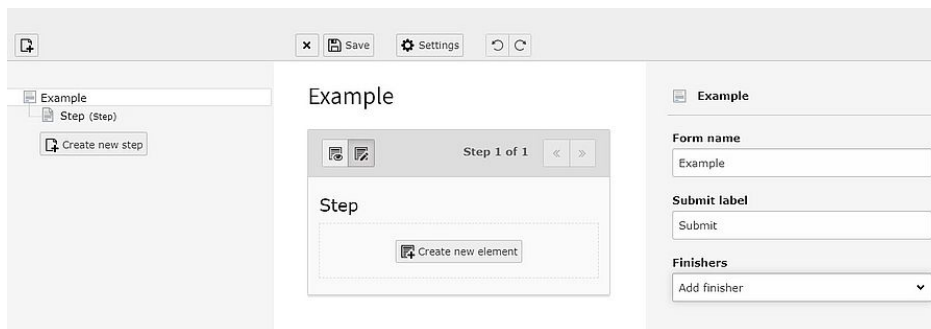 Save
Settings
Example
Step (Step)
Create new step
Example
Step 1 of 1
Step
Create new element
Example
Form name
Example
Submit label
Submit
Finishers
Add finisher